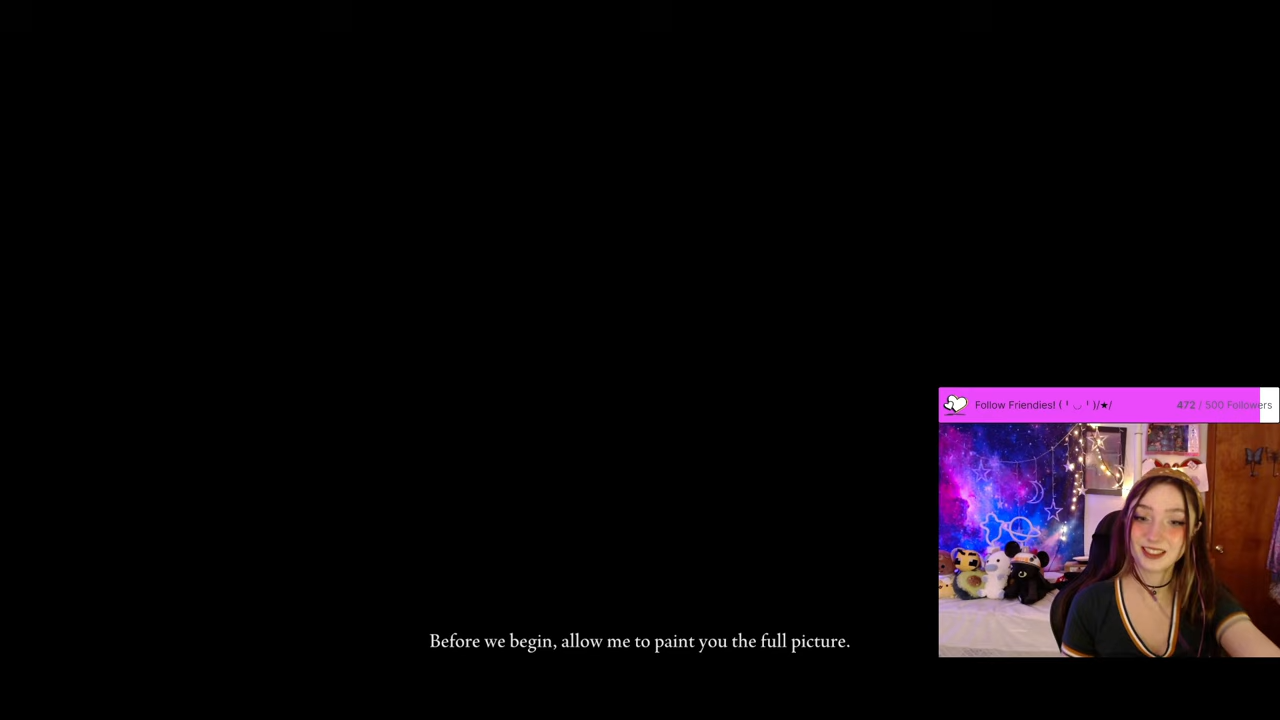 Follow Friendies! ( ╹ ◡ ╹ )/★/
472 / 500 Followers
Before we begin, allow me to paint you the full picture.